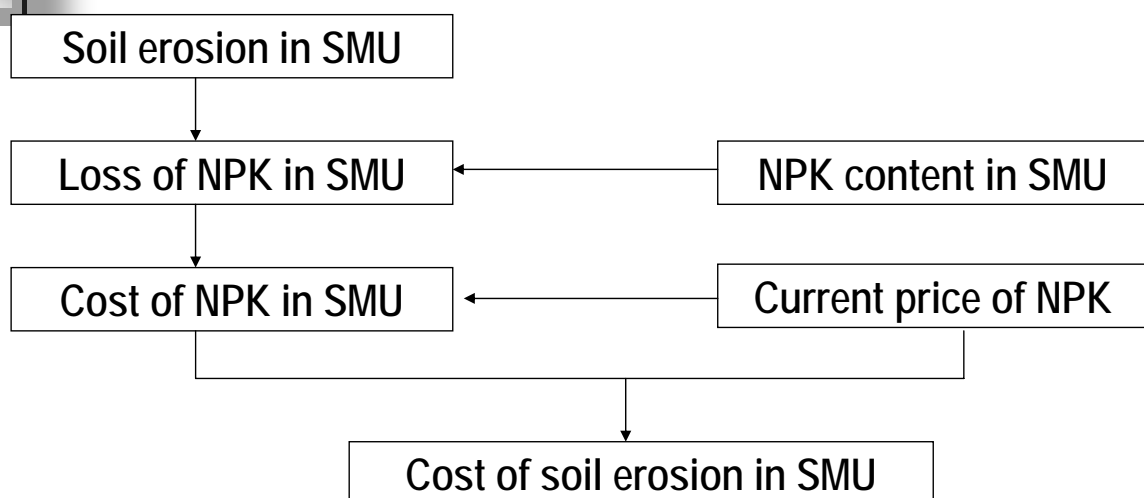 Soil erosion in SMU
Loss of NPK in SMU
NPK content in SMU
Cost of NPK in SMU
Current price of NPK
Cost of soil erosion in SMU